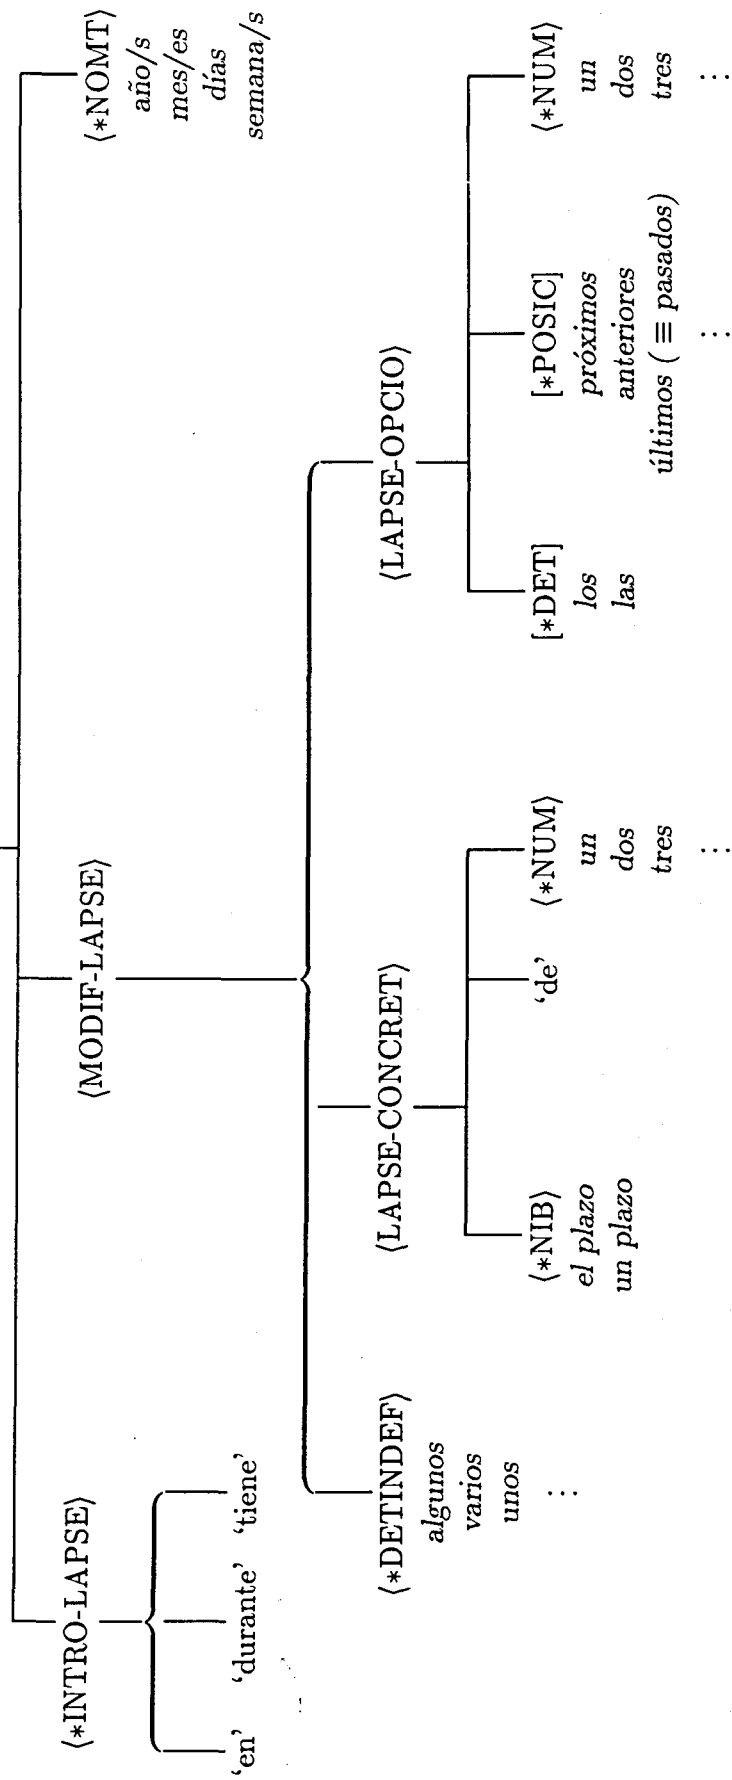 ⟨*INTRO-LAPSE⟩
‘en’ ‘durante’ ‘tiene’
⟨MODIF-LAPSE⟩
⟨*NOMT⟩
año/s
mes/es
días
semana/s
⟨*DETINDEF⟩
algunos
varios
unos
⋮
⟨LAPSE-CONCRET⟩
⟨*NIB⟩
el plazo
un plazo
‘de’
⟨*NUM⟩
un
dos
tres
⋮
⟨LAPSE-OPCIO⟩
[*DET]
los
las
[*POSIC]
próximos
anteriores
últimos (≡ pasados)
⋮
⟨*NUM⟩
un
dos
tres
⋮